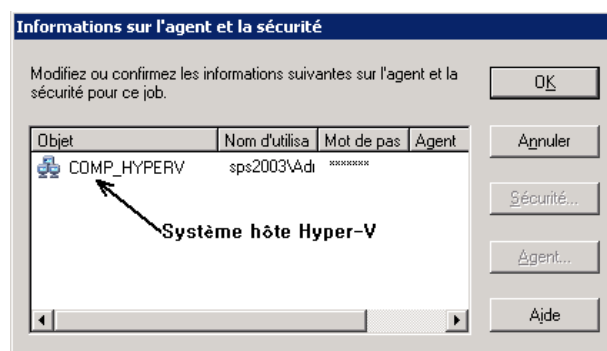 Informations sur l'agent et la sécurité
Modifiez ou confirmez les informations suivantes sur l'agent et la
sécurité pour ce job.
Objet Nom d'utilisa Mot de pas Agent
COMP_HYPERV sps2003\Adı *******
Système hôte Hyper-V
OK
Annuler
Sécurité...
Agent...
Aide